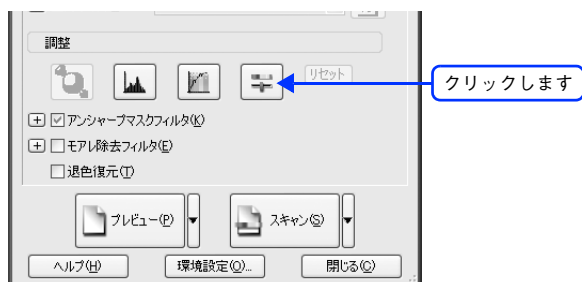 調整
リセット
クリックします
アンシャープマスクフィルタ(K)
モアレ除去フィルタ(E)
退色復元(T)
プレビュー(P)
スキャン(S)
ヘルプ(H)
環境設定(O)...
閉じる(C)